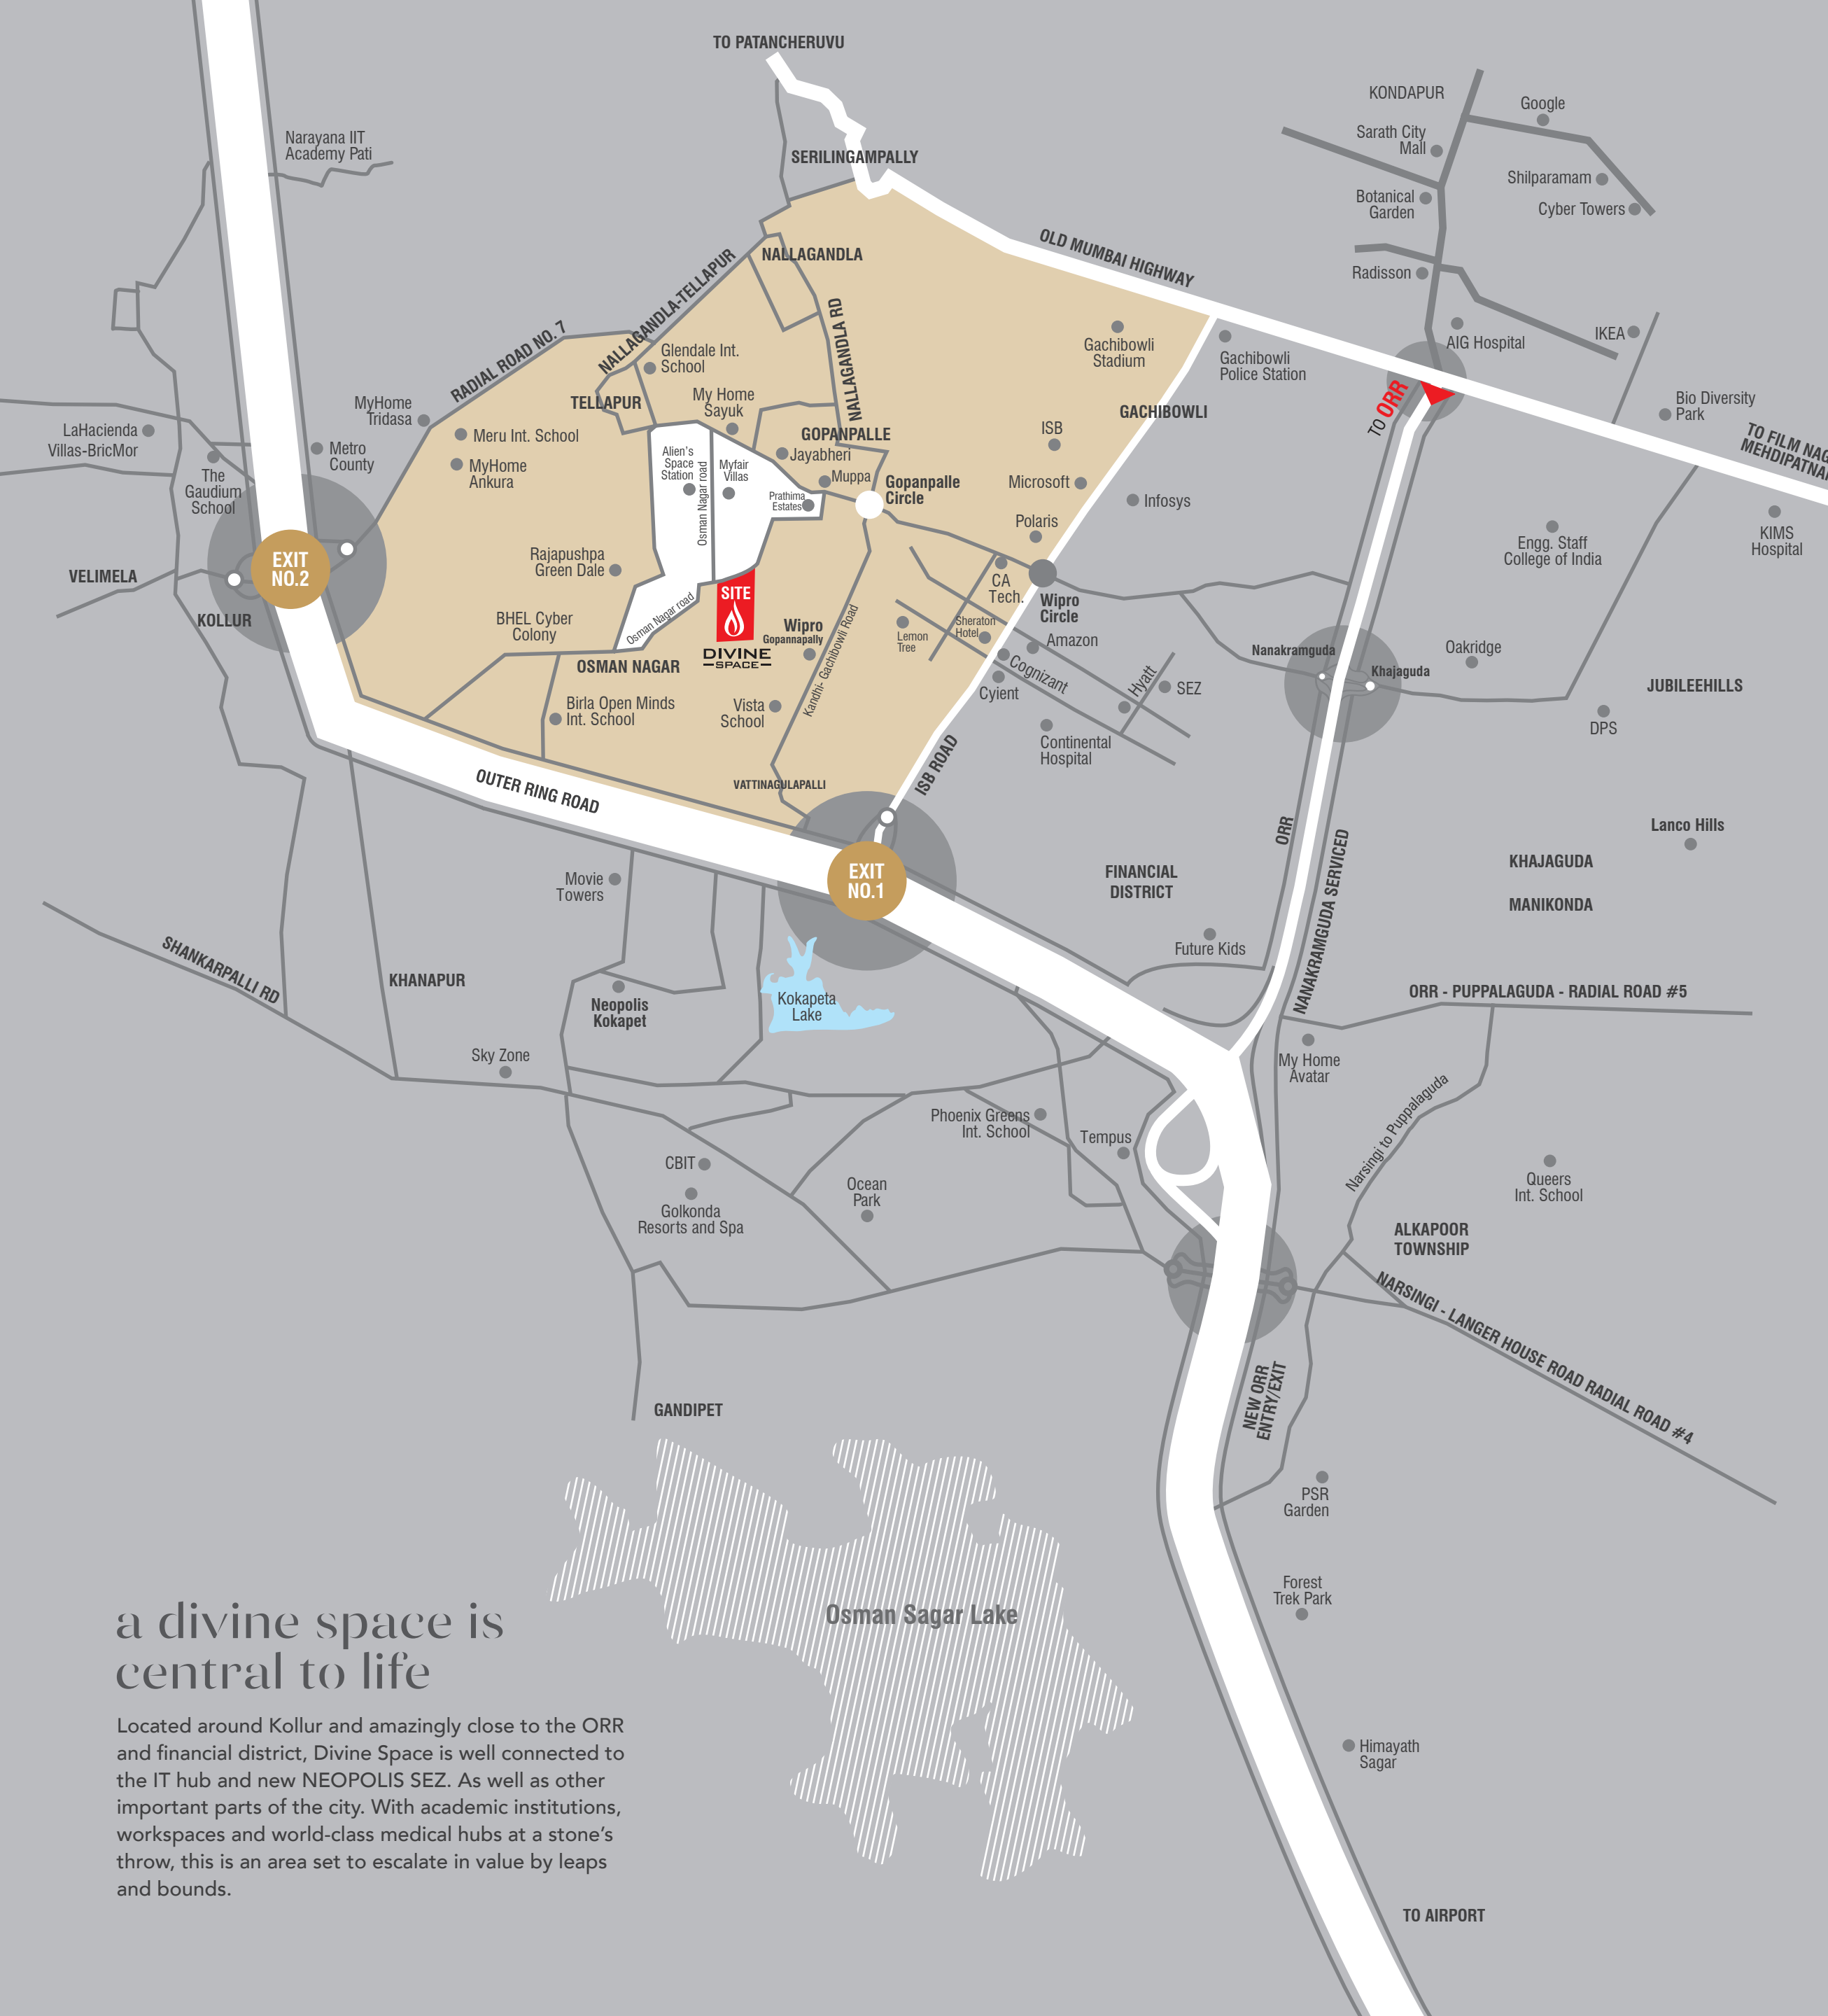 TO PATANCHERUVU
KONDAPUR
Google
Sarath City
Mall
Narayana IIT
Academy Pati
SERILINGAMPALLY
Shilparamam
Botanical
Garden
Cyber Towers
OLD MUMBAI HIGHWAY
NALLAGANDLA
Radisson
NALLAGANDLA-TELLAPUR
NALLAGANDLA RD
RADIAL ROAD NO. 7
Gachibowli
Stadium
Gachibowli
Police Station
AIG Hospital
IKEA
Glendale Int.
School
My Home
Sayuk
TELLAPUR
MyHome
Tridasa
GACHIBOWLI
TO ORR
Bio Diversity
Park
TO FILM NAG
MEHDIPATNA
LaHacienda
Villas-BricMor
Metro
County
Meru Int. School
MyHome
Ankura
GOPANPALLE
Jayabheri
ISB
The
Gaudium
School
Alien's
Space
Station
Osman Nagar road
Myfair
Villas
Muppa
Prathima
Estates
Gopanpalle
Circle
Microsoft
Infosys
Polaris
KIMS
Hospital
Engg. Staff
College of India
EXIT
NO.2
VELIMELA
KOLLUR
Rajapushpa
Green Dale
BHEL Cyber
Colony
Osman Nagar road
SITE
DIVINE
SPACE
OSMAN NAGAR
Wipro
Gopannapally
Kandhi- Gachibowli Road
CA
Tech.
Wipro
Circle
Lemon
Tree
Sheraton
Hotel
Amazon
Cognizant
Cyient
Hyatt
SEZ
Nanakramguda
Khajaguda
Oakridge
JUBILEEHILLS
DPS
Birla Open Minds
Int. School
Vista
School
Continental
Hospital
ISB ROAD
VATTINAGULAPALLI
OUTER RING ROAD
EXIT
NO.1
ORR
NANAKRAMGUDA SERVICED
Lanco Hills
KHAJAGUDA
MANIKONDA
FINANCIAL
DISTRICT
Movie
Towers
Future Kids
SHANKARPALLI RD
KHANAPUR
Neopolis
Kokapet
Kokapeta
Lake
ORR - PUPPALAGUDA - RADIAL ROAD #5
Sky Zone
My Home
Avatar
Narsingi to Puppalaguda
Phoenix Greens
Int. School
Tempus
CBIT
Golkonda
Resorts and Spa
Ocean
Park
Queers
Int. School
ALKAPOOR
TOWNSHIP
NARSINGI - LANGER HOUSE ROAD RADIAL ROAD #4
NEW ORR
ENTRY/EXIT
GANDIPET
PSR
Garden
Forest
Trek Park
Osman Sagar Lake
Himayath
Sagar
TO AIRPORT
a divine space is
central to life
Located around Kollur and amazingly close to the ORR
and financial district, Divine Space is well connected to
the IT hub and new NEOPOLIS SEZ. As well as other
important parts of the city. With academic institutions,
workspaces and world-class medical hubs at a stone's
throw, this is an area set to escalate in value by leaps
and bounds.